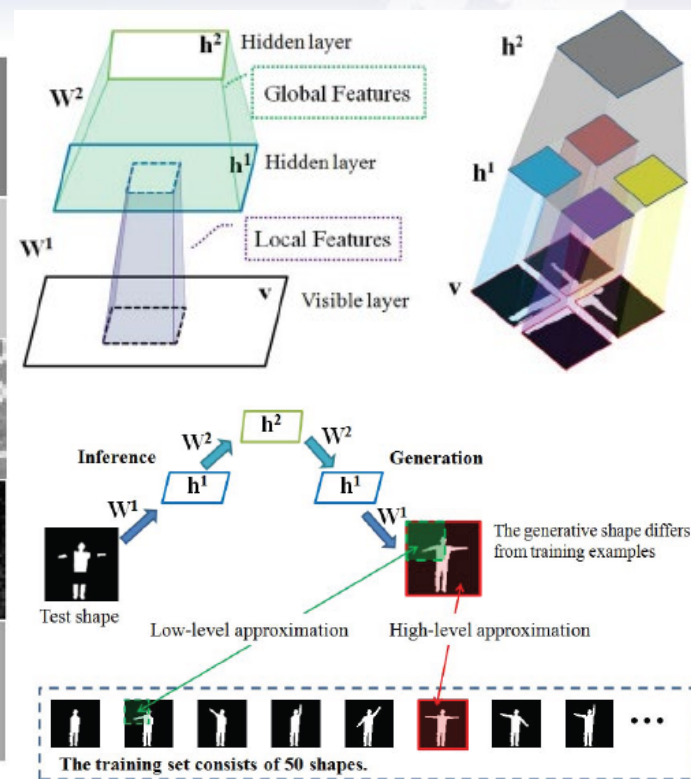 h²
Hidden layer
W²
Global Features
h¹
Hidden layer
W¹
Local Features
v
Visible layer
h²
h¹
v
h²
W²
W²
Inference
Generation
h¹
h¹
W¹
W¹
The generative shape differs
from training examples
Test shape
Low-level approximation
High-level approximation
...
The training set consists of 50 shapes.